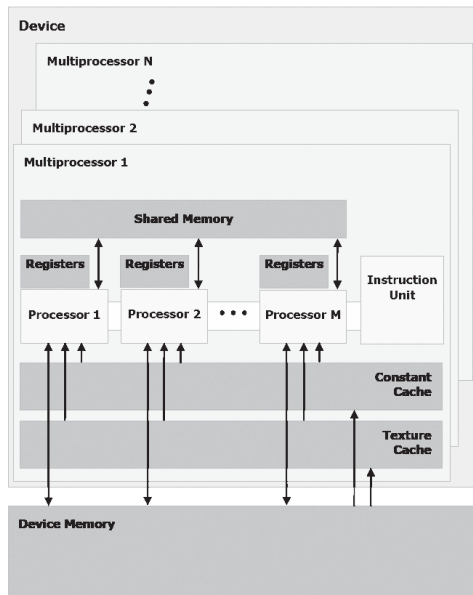 Device
Multiprocessor N
Multiprocessor 2
Multiprocessor 1
Shared Memory
Registers
Registers
Registers
Instruction
Unit
Processor 1
Processor 2
Processor M
Constant
Cache
Texture
Cache
Device Memory